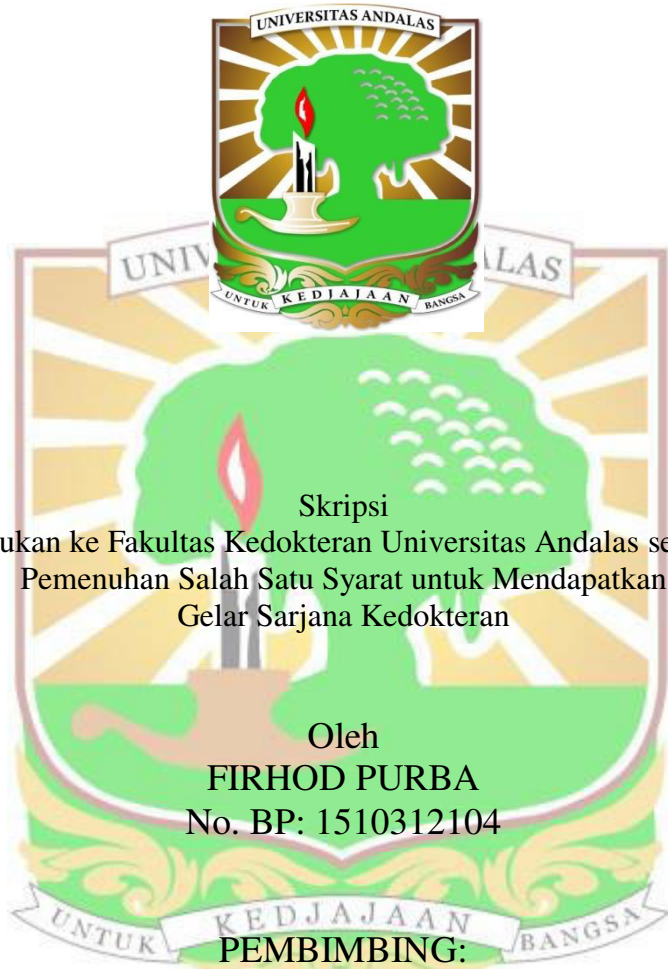 UNIVERSITAS ANDALAS
UNTUK KEDJAJAAN BANGSA
Skripsi
ukan ke Fakultas Kedokteran Universitas Andalas se
Pemenuhan Salah Satu Syarat untuk Mendapatkan
Gelar Sarjana Kedokteran
Oleh
FIRHOD PURBA
No. BP: 1510312104
UNIV ALAS
UNTUK KEDJAJAAN BANGSA
PEMBIMBING: